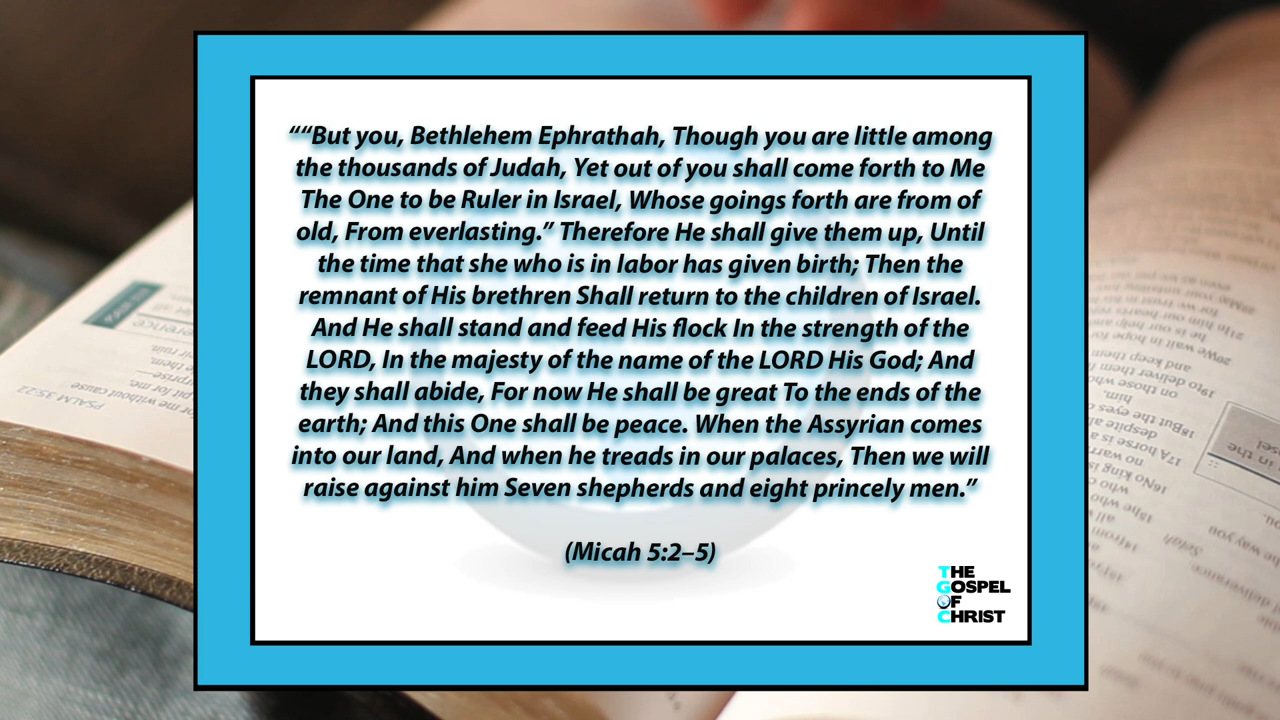 ““But you, Bethlehem Ephrathah, Though you are little among
the thousands of Judah, Yet out of you shall come forth to Me
The One to be Ruler in Israel, Whose goings forth are from of
old, From everlasting.” Therefore He shall give them up, Until
the time that she who is in labor has given birth; Then the
remnant of His brethren Shall return to the children of Israel.
And He shall stand and feed His flock In the strength of the
LORD, In the majesty of the name of the LORD His God; And
they shall abide, For now He shall be great To the ends of the
earth; And this One shall be peace. When the Assyrian comes
into our land, And when he treads in our palaces, Then we will
raise against him Seven shepherds and eight princely men.”
(Micah 5:2–5)
THE
GOSPEL
OF
CHRIST
PSALM 35:22
for me without cause